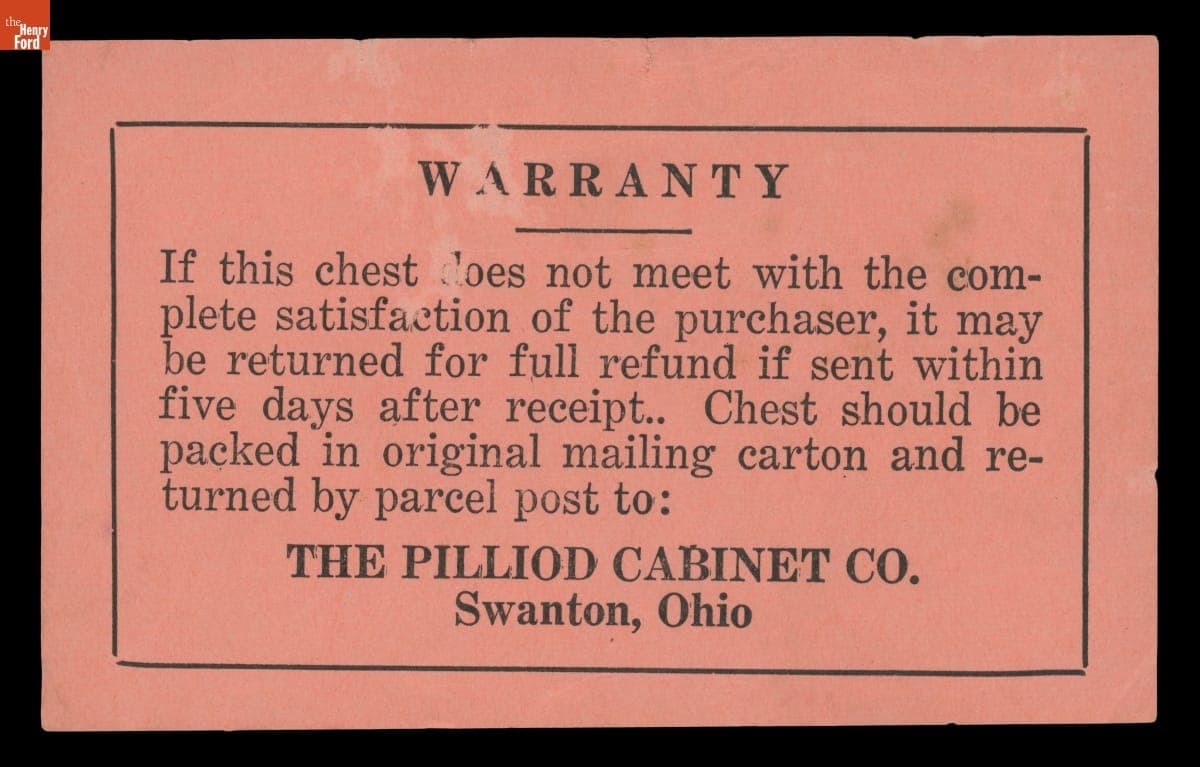 the
Henry
Ford
WARRANTY
If this chest does not meet with the com-
plete satisfaction of the purchaser, it may
be returned for full refund if sent within
five days after receipt.. Chest should be
packed in original mailing carton and re-
turned by parcel post to:
THE PILLIOD CABINET CO.
Swanton, Ohio